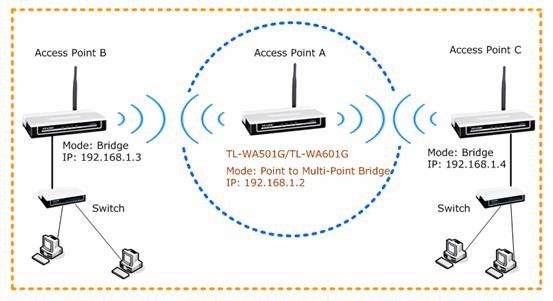 Access Point B
Access Point A
Access Point C
Mode: Bridge
IP: 192.168.1.3
TL-WA501G/TL-WA601G
Mode: Point to Multi-Point Bridge
IP: 192.168.1.2
Mode: Bridge
IP: 192.168.1.4
Switch
Switch